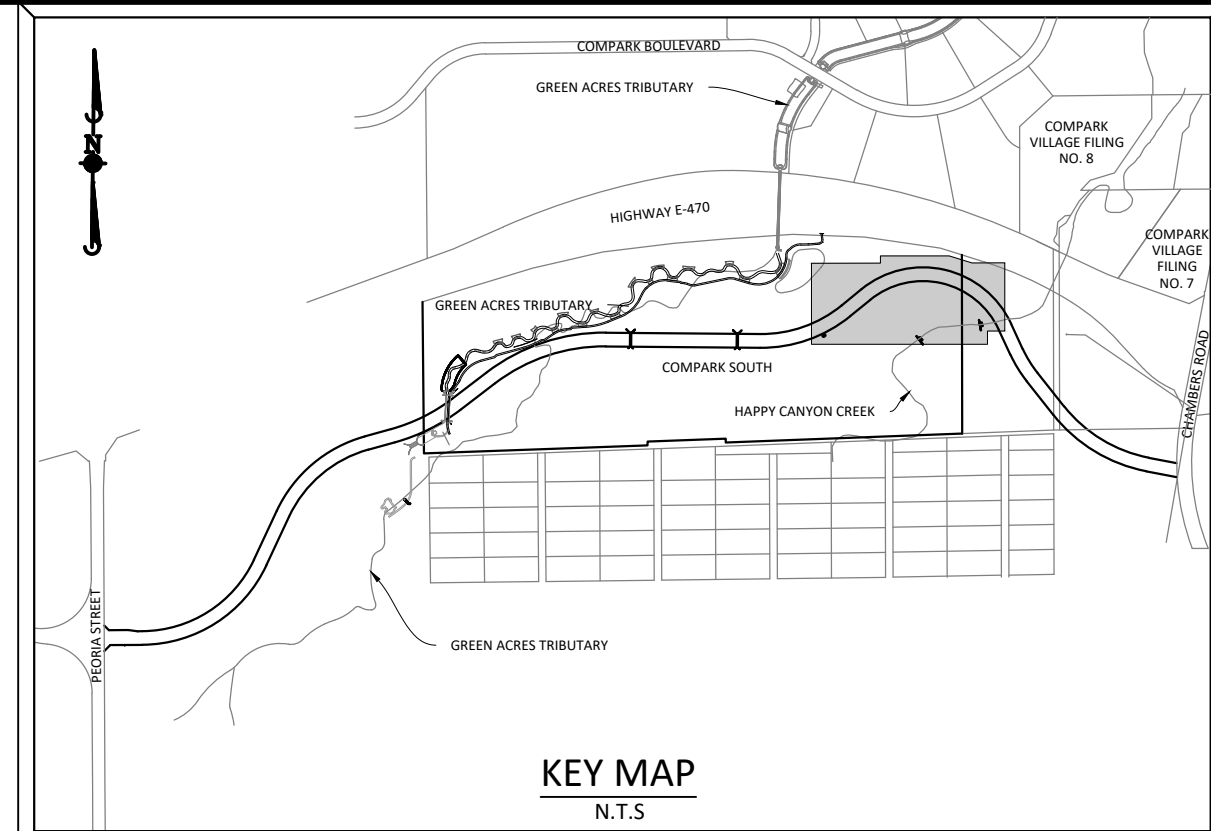 COMPARK BOULEVARD
GREEN ACRES TRIBUTARY
COMPARK
VILLAGE FILING
NO. 8
N
HIGHWAY E-470
COMPARK
VILLAGE
FILING
NO. 7
GREEN ACRES TRIBUTARY
COMPARK SOUTH
CHAMBERS ROAD
HAPPY CANYON CREEK
PEORIA STREET
GREEN ACRES TRIBUTARY
KEY MAP
N.T.S